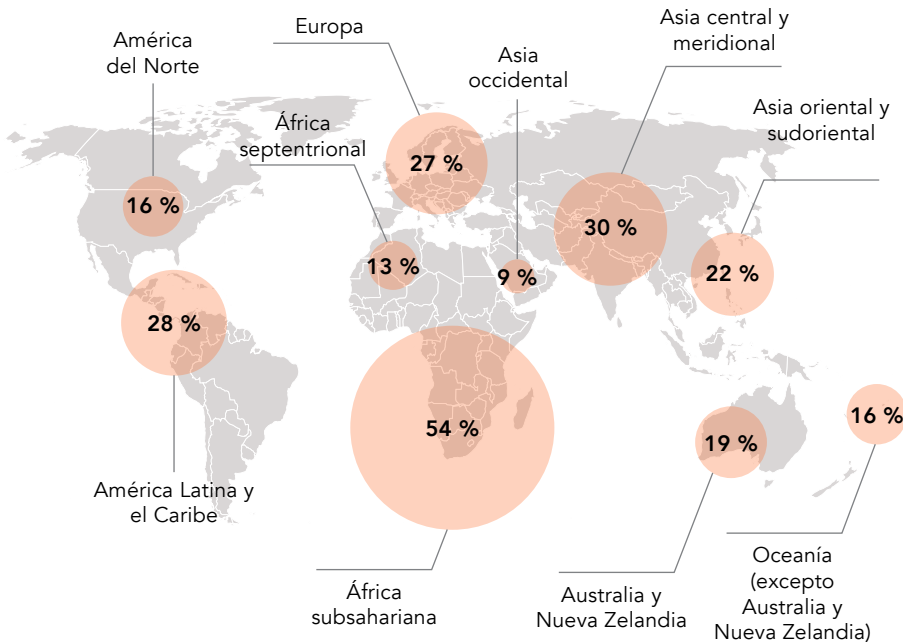 América
del Norte
16 %
Europa
27 %
Asia
occidental
9 %
Asia central y
meridional
30 %
Asia oriental y
sudoriental
22 %
África
septentrional
13 %
28 %
América Latina y
el Caribe
54 %
África
subsahariana
19 %
Australia y
Nueva Zelandia
16 %
Oceanía
(excepto
Australia y
Nueva Zelandia)